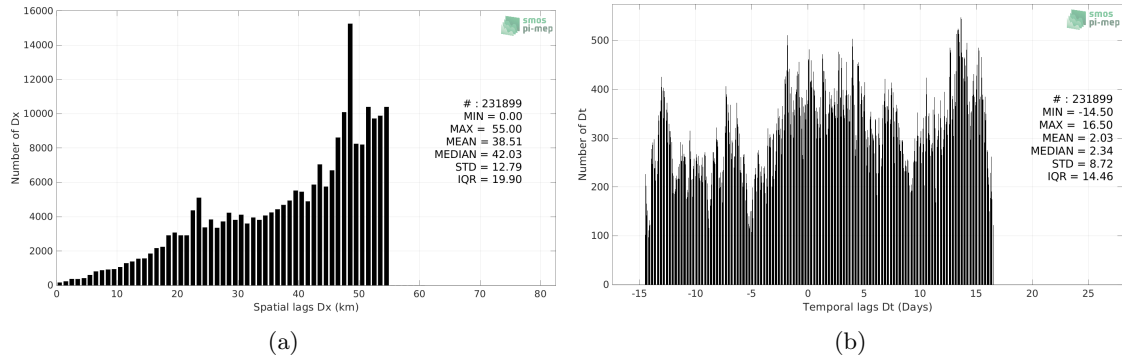 16000
14000
12000
10000
8000
6000
4000
2000
0
Number of Dx
0
10
20
30
40
50
60
70
80
Spatial lags Dx (km)
smos
pi-mep
# : 231899
MIN = 0.00
MAX = 55.00
MEAN = 38.51
MEDIAN = 42.03
STD = 12.79
IQR = 19.90
(a)
500
400
300
200
100
0
Number of Dt
-15
-10
-5
0
5
10
15
20
25
Temporal lags Dt (Days)
smos
pi-mep
# : 231899
MIN = -14.50
MAX = 16.50
MEAN = 2.03
MEDIAN = 2.34
STD = 8.72
IQR = 14.46
(b)